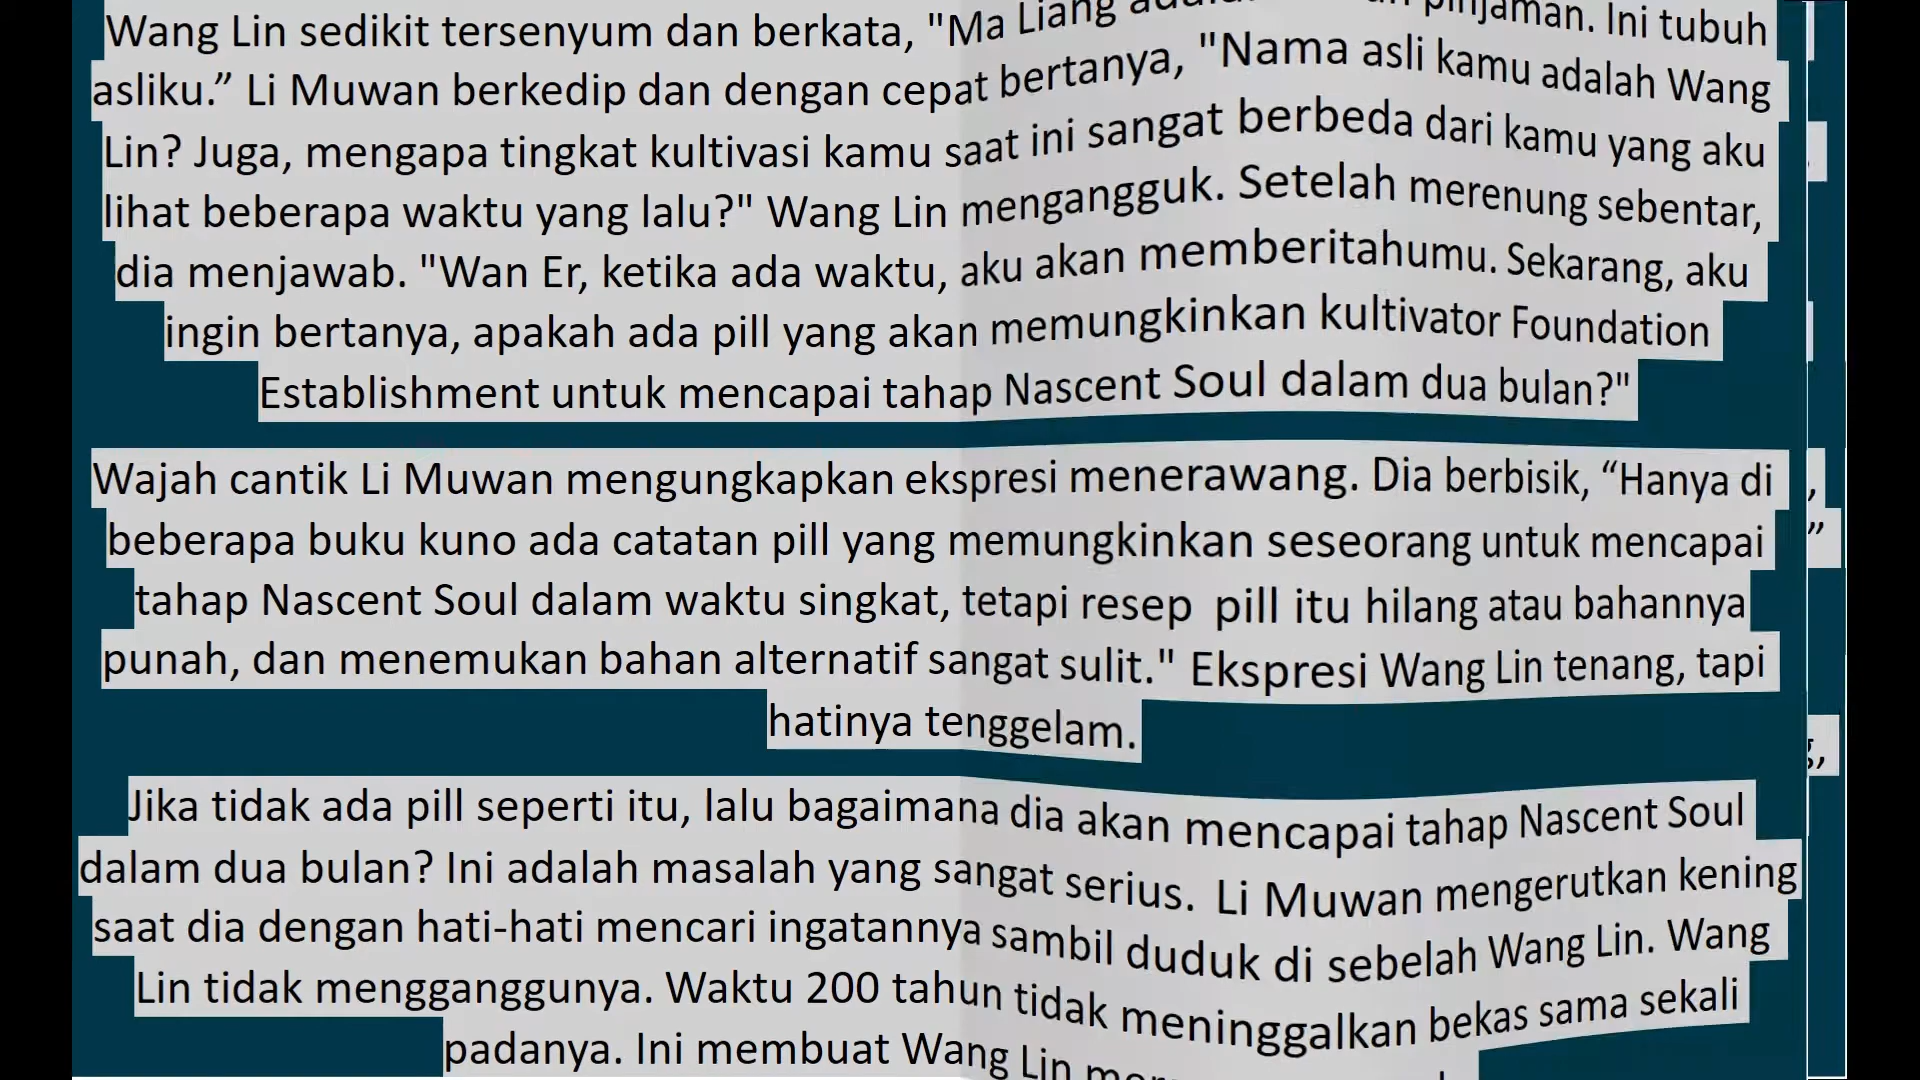 Wang Lin sedikit tersenyum dan berkata, "Ma Liang pinjaman. Ini tubuh
asliku.” Li Muwan berkedip dan dengan cepat bertanya, "Nama asli kamu adalah Wang
Lin? Juga, mengapa tingkat kultivasi kamu saat ini sangat berbeda dari kamu yang aku
lihat beberapa waktu yang lalu?" Wang Lin mengangguk. Setelah merenung sebentar,
dia menjawab. "Wan Er, ketika ada waktu, aku akan memberitahumu. Sekarang, aku
ingin bertanya, apakah ada pill yang akan memungkinkan kultivator Foundation
Establishment untuk mencapai tahap Nascent Soul dalam dua bulan?"
Wajah cantik Li Muwan mengungkapkan ekspresi menerawang. Dia berbisik, “Hanya di
beberapa buku kuno ada catatan pill yang memungkinkan seseorang untuk mencapai
tahap Nascent Soul dalam waktu singkat, tetapi resep pill itu hilang atau bahannya
punah, dan menemukan bahan alternatif sangat sulit." Ekspresi Wang Lin tenang, tapi
hatinya tenggelam.
Jika tidak ada pill seperti itu, lalu bagaimana dia akan mencapai tahap Nascent Soul
dalam dua bulan? Ini adalah masalah yang sangat serius. Li Muwan mengerutkan kening
saat dia dengan hati-hati mencari ingatannya sambil duduk di sebelah Wang Lin. Wang
Lin tidak mengganggunya. Waktu 200 tahun tidak meninggalkan bekas sama sekali
padanya. Ini membuat Wang Lin